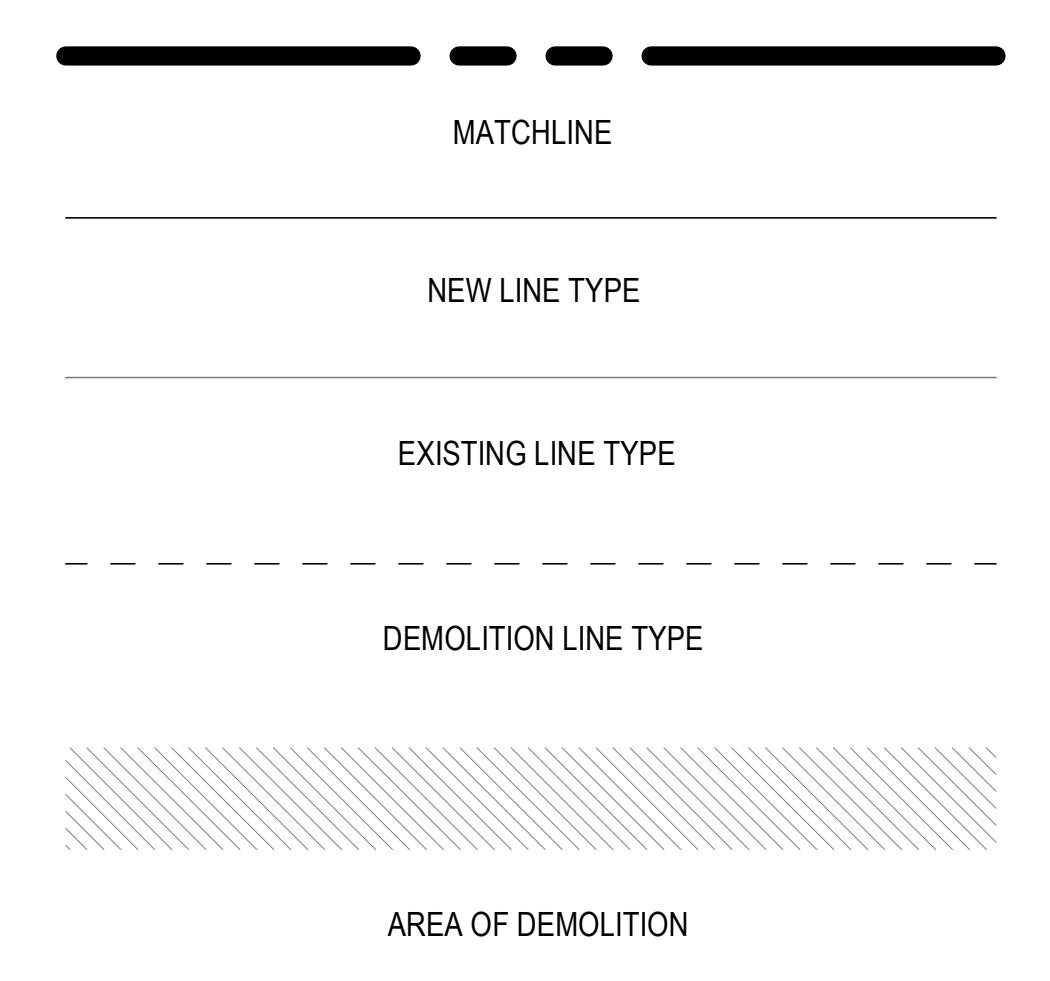 MATCHLINE
NEW LINE TYPE
EXISTING LINE TYPE
DEMOLITION LINE TYPE
AREA OF DEMOLITION